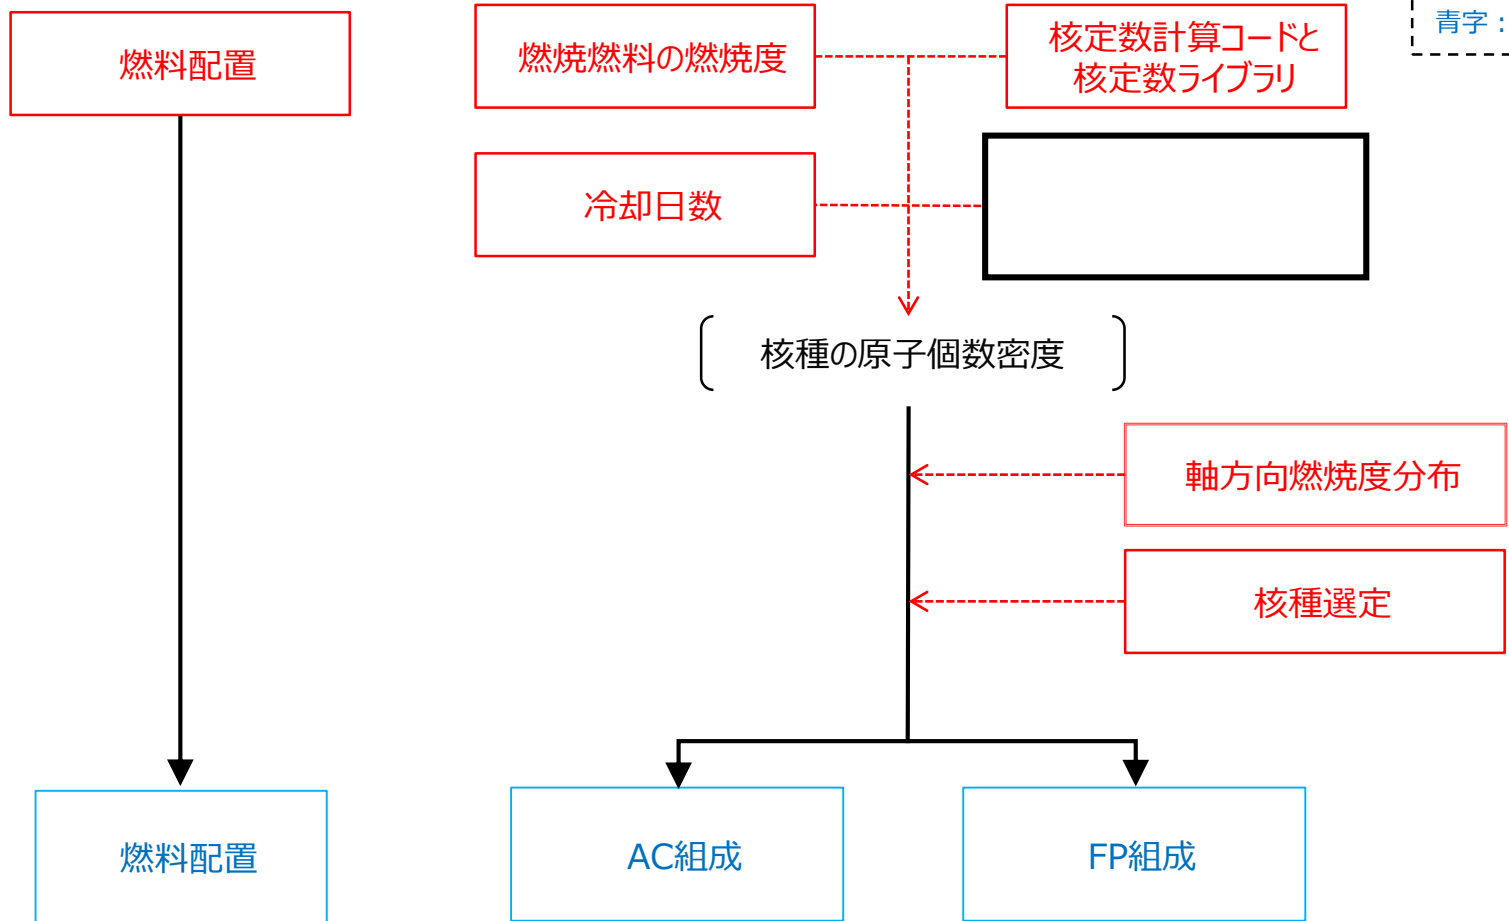 燃料配置
燃焼燃料の燃焼度
核定数計算コードと
核定数ライブラリ
青字：
冷却日数
核種の原子個数密度
軸方向燃焼度分布
核種選定
燃料配置
AC組成
FP組成